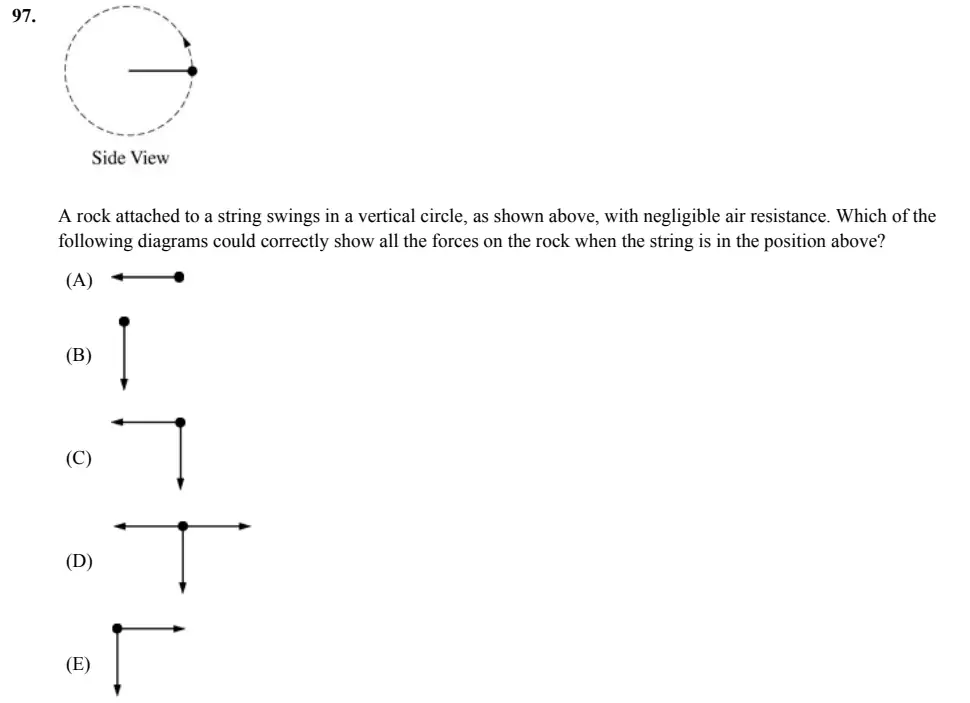 97.
Side View
A rock attached to a string swings in a vertical circle, as shown above, with negligible air resistance. Which of the
following diagrams could correctly show all the forces on the rock when the string is in the position above?
(A)
(B)
(C)
(D)
(E)